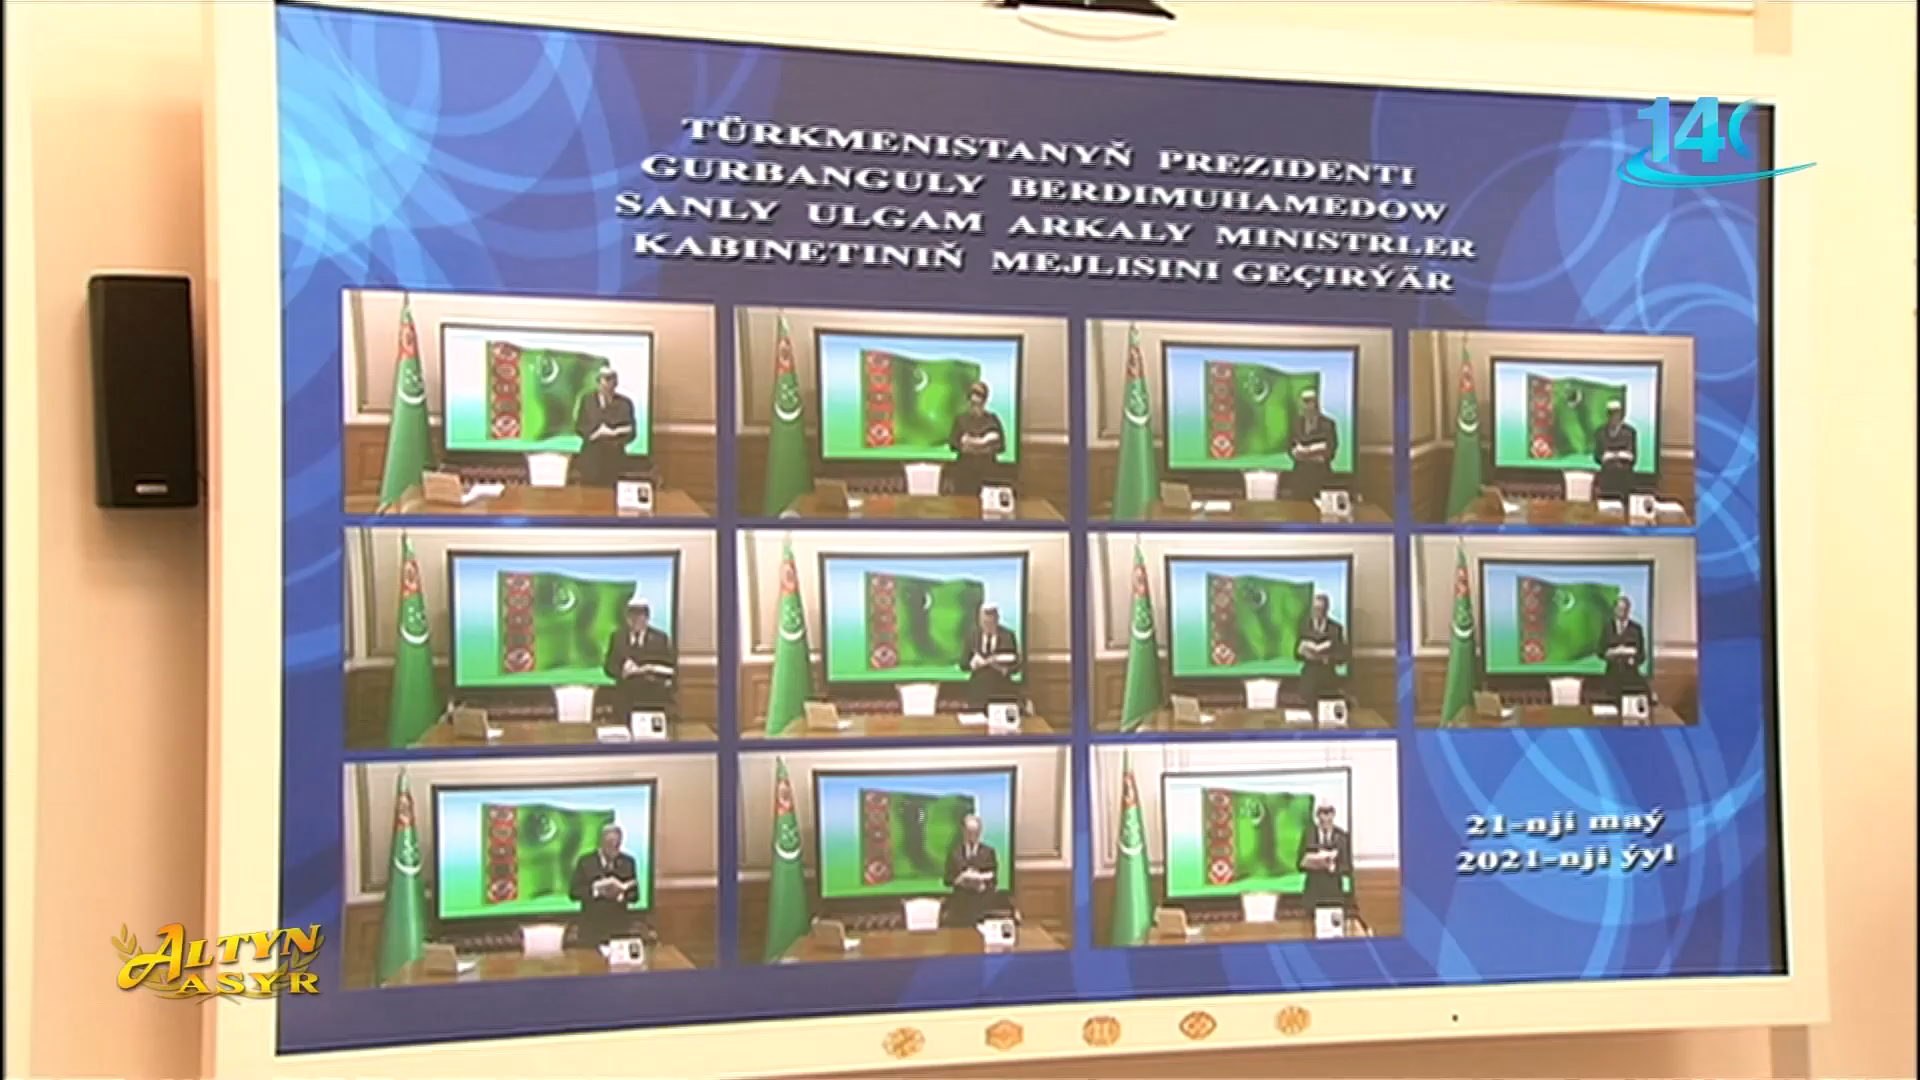 TÜRKMENISTANYŇ PREZIDENTI
GURBANGULY BERDIMUHAMEDOW
SANLY ULGAM ARKALY MINISTRLER
KABINETINIŇ MEJLISINI GEÇIRÝÄR
14
21-nji maý
2021-nji ýyl
ALTYN
ASYR